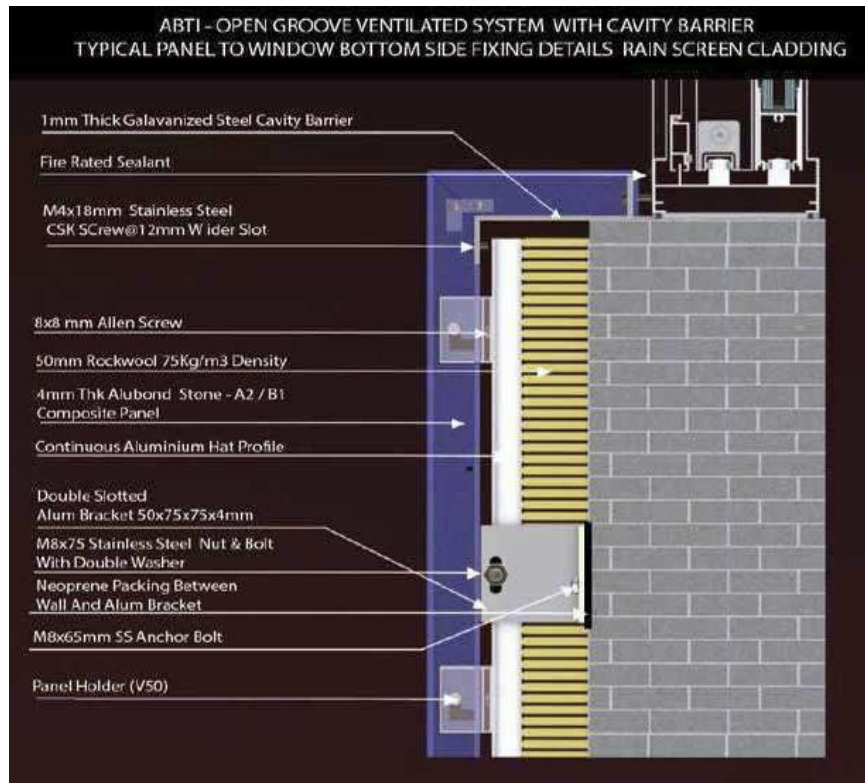 ABTI - OPEN GROOVE VENTILATED SYSTEM WITH CAVITY BARRIER
TYPICAL PANEL TO WINDOW BOTTOM SIDE FIXING DETAILS RAIN SCREEN CLADDING
1mm Thick Galavanized Steel Cavity Barrier
Fire Rated Sealant
M4x18mm Stainless Steel
CSK SCrew@12mm W ider Slot
8x8 mm Allen Screw
50mm Rockwool 75Kg/m3 Density
4mm Thk Alubond Stone - A2 / B1
Composite Panel
Continuous Aluminium Hat Profile
Double Slotted
Alum Bracket 50x75x75x4mm
M8x75 Stainless Steel Nut & Bolt
With Double Washer
Neoprene Packing Between
Wall And Alum Bracket
M8x65mm SS Anchor Bolt
Panel Holder (V50)